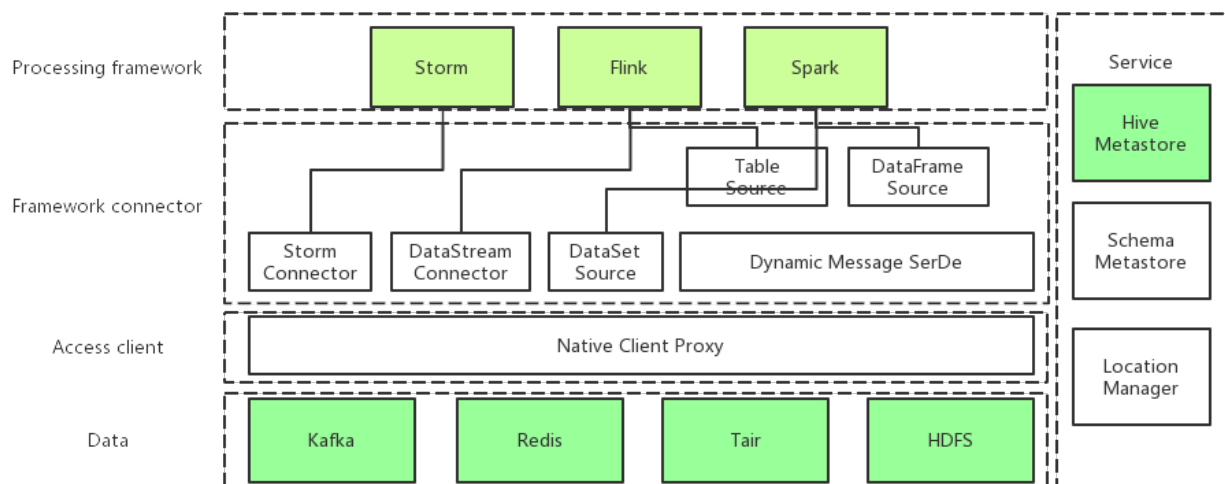 Processing framework
Storm
Flink
Spark
Service
Hive
Metastore
Framework connector
Table
Source
DataFrame
Source
Storm
Connector
DataStream
Connector
DataSet
Source
Dynamic Message SerDe
Schema
Metastore
Access client
Native Client Proxy
Location
Manager
Data
Kafka
Redis
Tair
HDFS